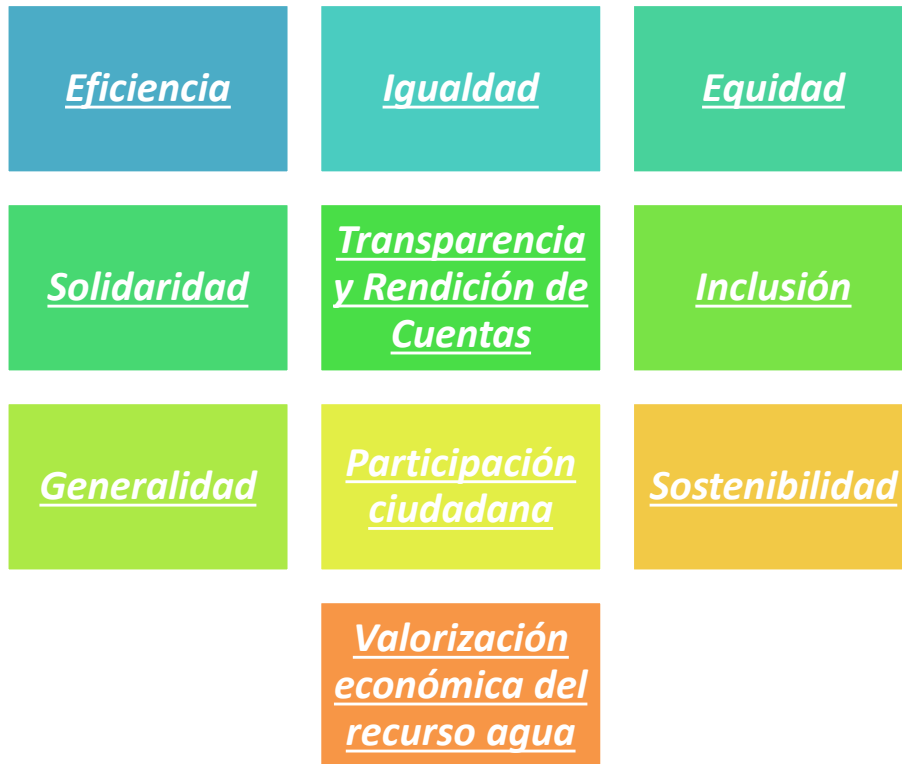 Eficiencia
Igualdad
Equidad
Solidaridad
Transparencia
y Rendición de
Cuentas
Inclusión
Generalidad
Participación
ciudadana
Sostenibilidad
Valorización
económica del
recurso agua